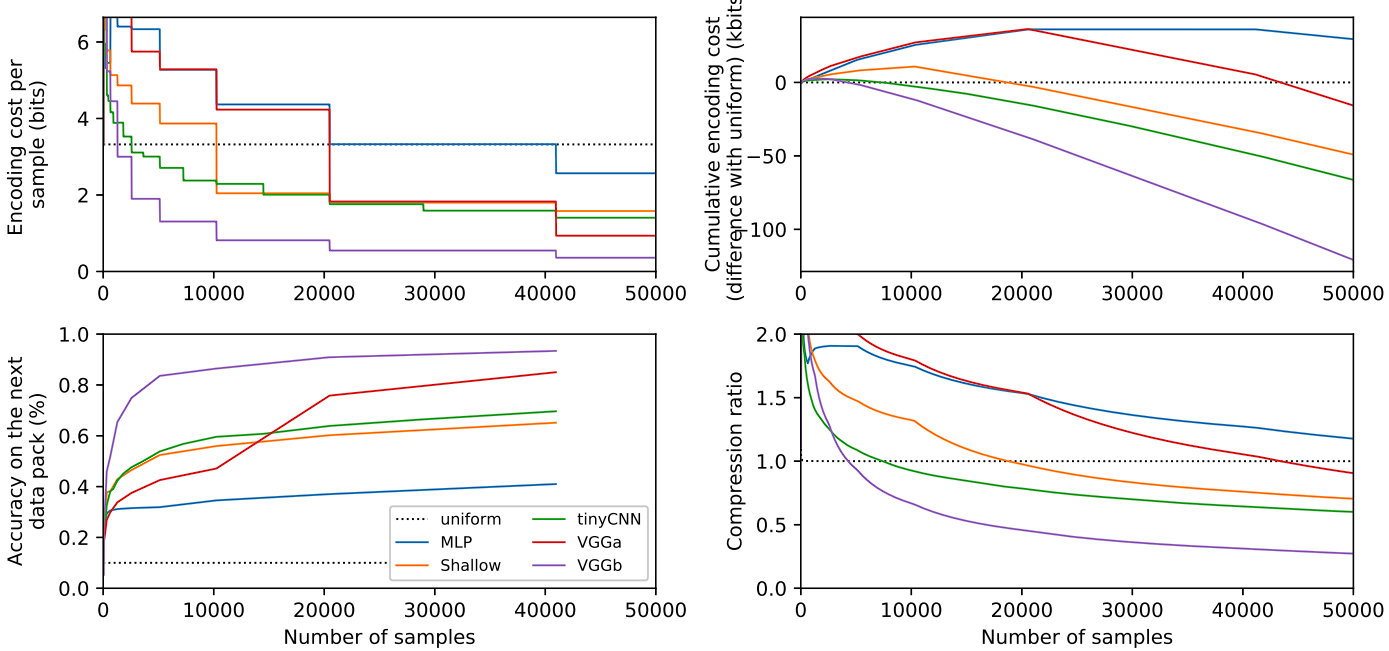 Encoding cost per
sample (bits)
6
4
2
0
0 10000 20000 30000 40000 50000
Cumulative encoding cost
(difference with uniform) (kbits
0
−50
−100
0 10000 20000 30000 40000 50000
Accuracy on the next
data pack (%)
1.0
0.8
0.6
0.4
0.2
0.0
uniform
MLP
Shallow
tinyCNN
VGGa
VGGb
0 10000 20000 30000 40000 50000
Number of samples
Compression ratio
2.0
1.5
1.0
0.5
0.0
0 10000 20000 30000 40000 50000
Number of samples